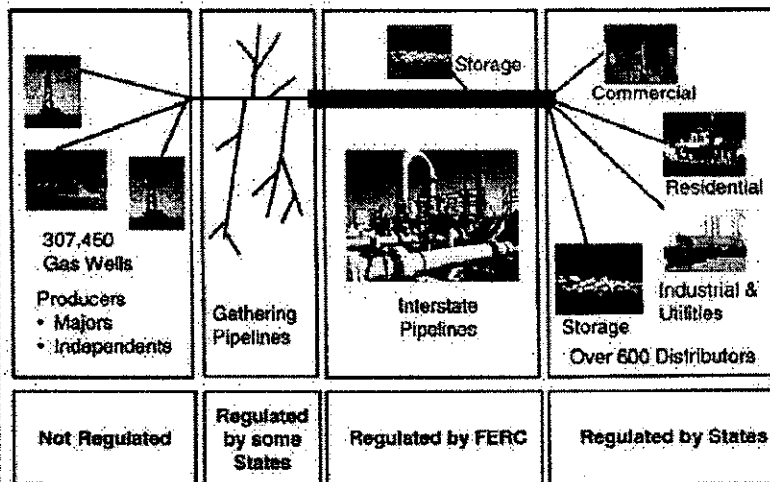 307,450
Gas Wells
Producers
• Majors
• Independents
Gathering
Pipelines
Storage
Interstate
Pipelines
Commercial
Residential
Industrial &
Utilities
Storage
Over 600 Distributors
Not Regulated
Regulated
by some
States
Regulated by FERC
Regulated by States